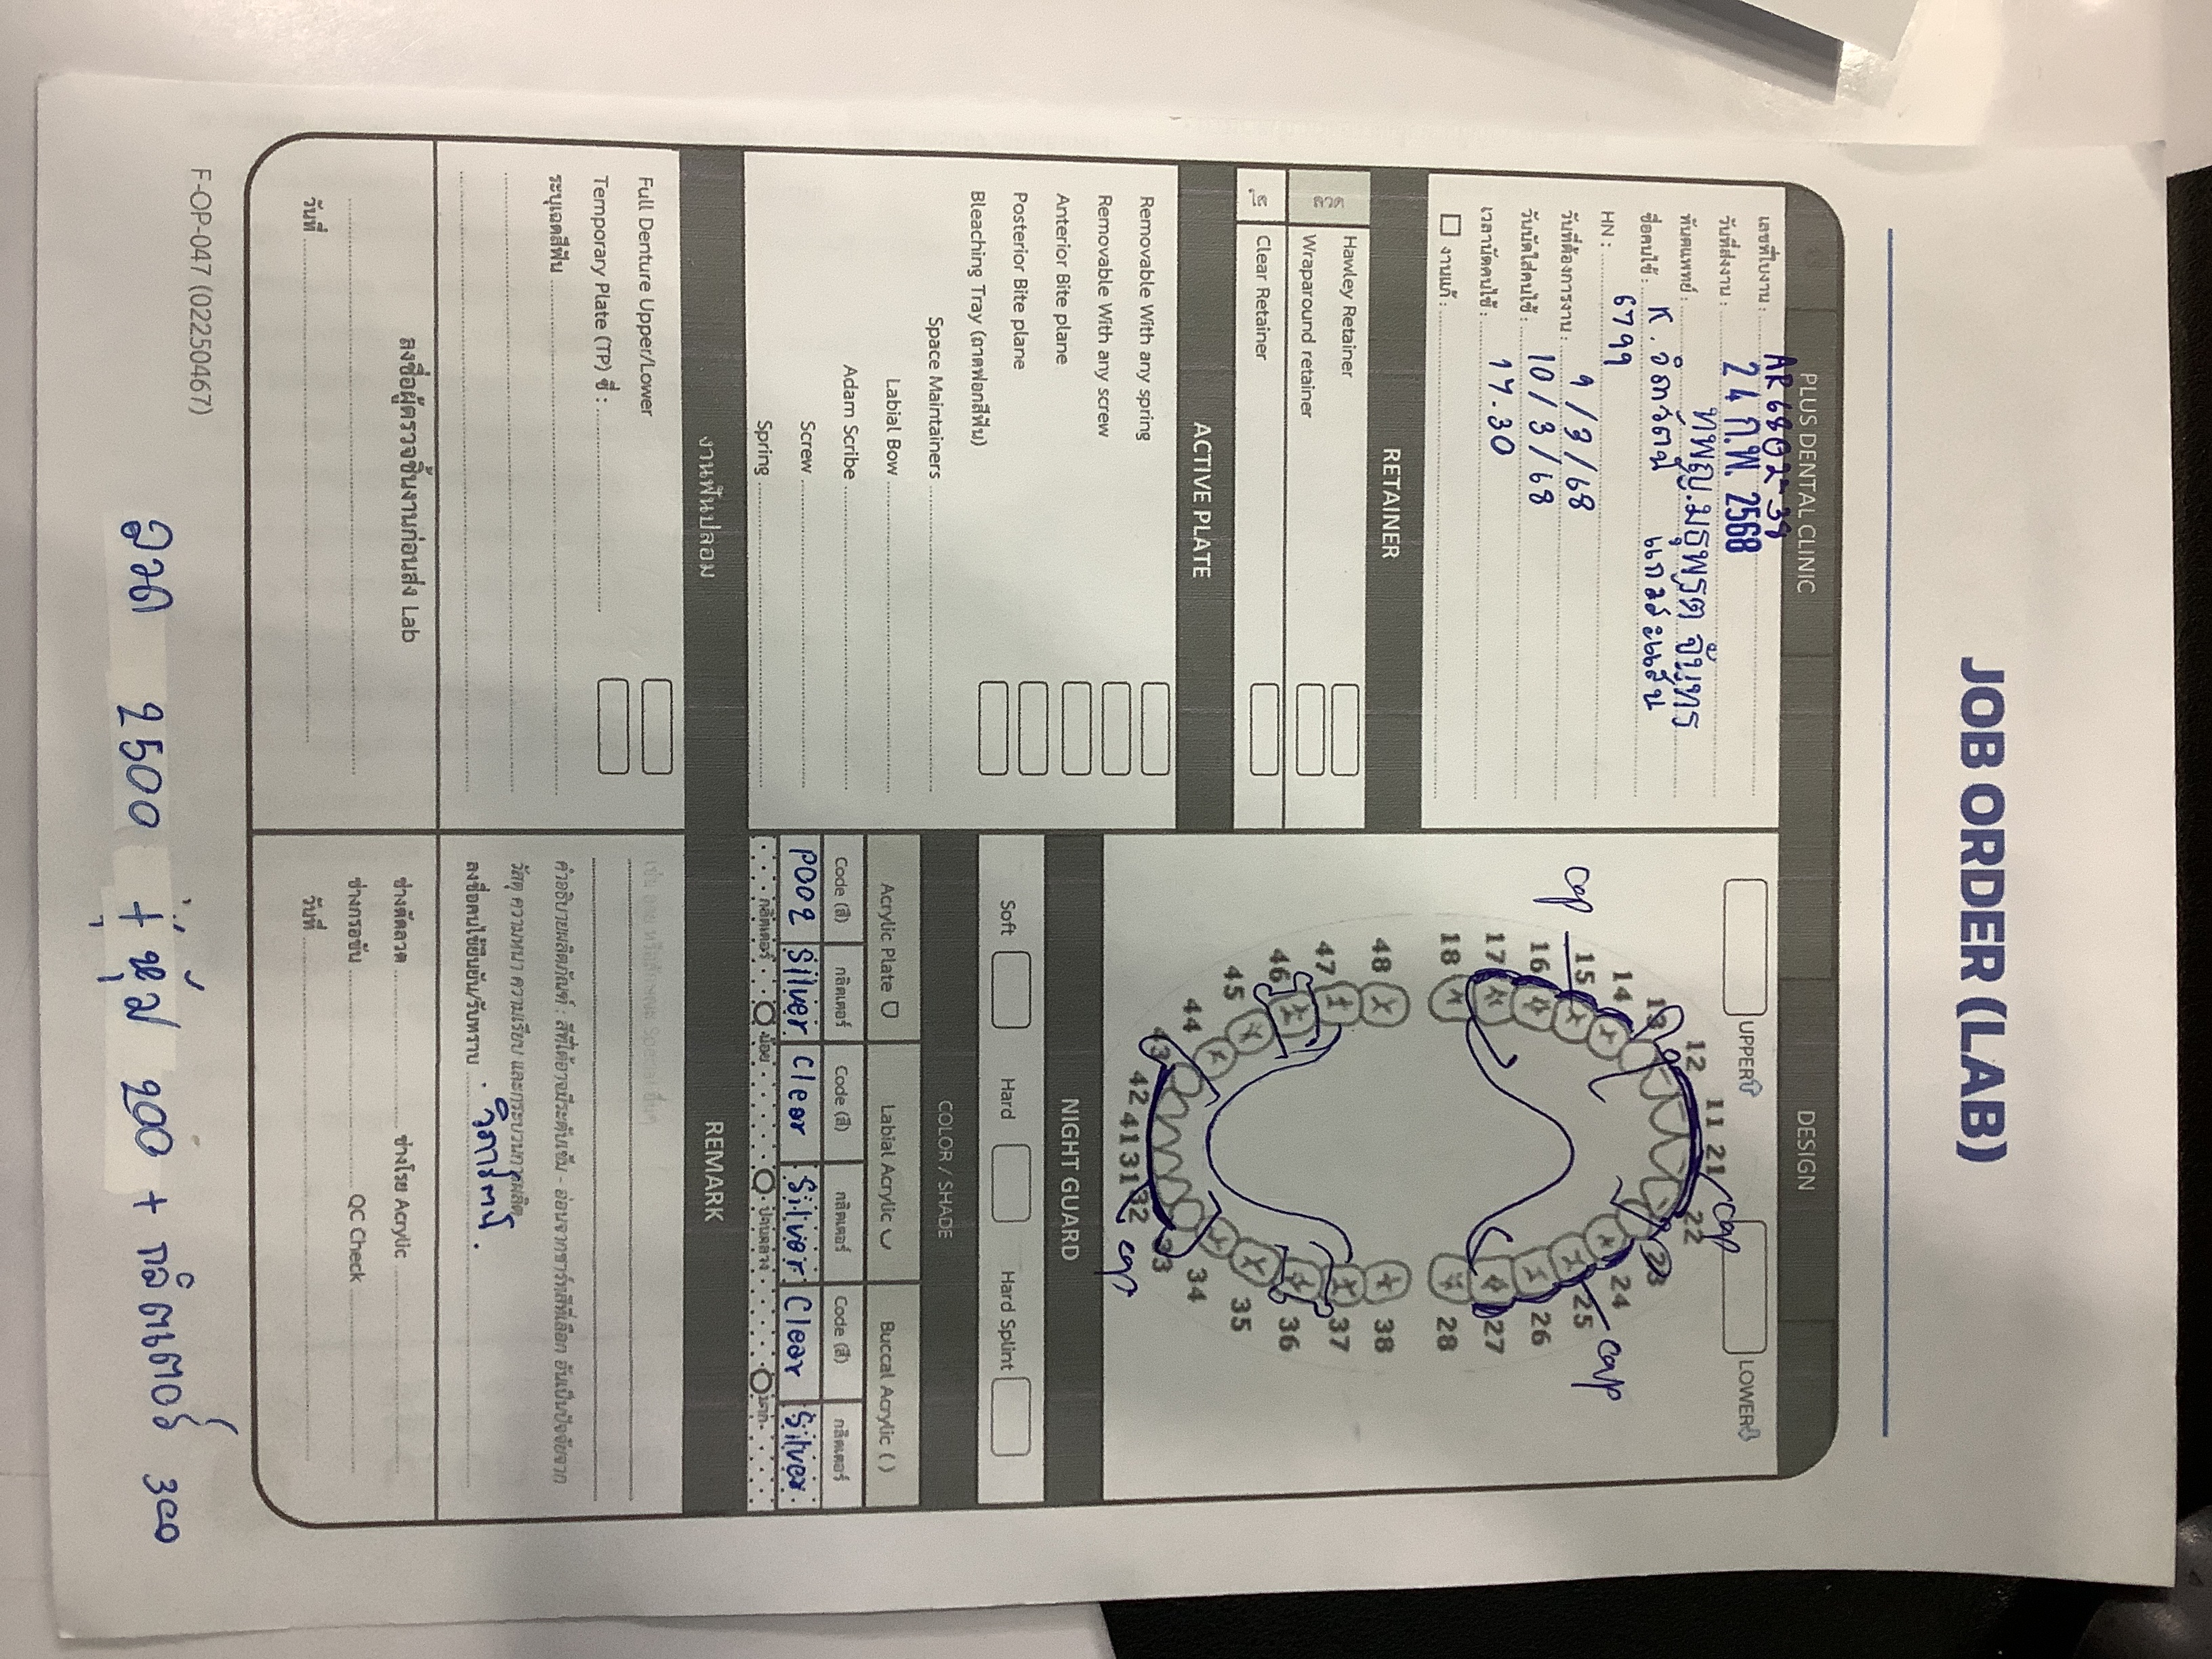 JOB ORDER (LAB)
PLUS DENTAL CLINIC
เลขที่ใบงาน : AR6802-38
วันที่ส่งงาน : 24 ก.พ. 2568
ทันตแพทย์ : ทพญ.มธุพรต จันทร
ชื่อคนไข้ : K. วิภารัตน์
HN : 6799
วันที่ต้องการงาน : 9/3/68
วันนัดใส่คนไข้ : 10/3/68
เวลานัดคนไข้ : 17.30
งานแก้ :
DESIGN
UPPER LOWER
11 21 cap
12 22
13 23
14 24
cap 15 25 cap
16 26
17 27
18 28
48 38
47 37
46 36
45 35
44 34
43 33
42 41 31 32 cap
RETAINER
ลวด
Hawley Retainer
Wraparound retainer
ใส
Clear Retainer
ACTIVE PLATE
Removable With any spring
Removable With any screw
Anterior Bite plane
Posterior Bite plane
Bleaching Tray (ถาดฟอกสีฟัน)
Space Maintainers
Labial Bow
Adam Scribe
Screw
Spring
NIGHT GUARD
Soft Hard Hard Splint
COLOR / SHADE
Acrylic Plate Labial Acrylic Buccal Acrylic ( )
Code (สี) กลิตเตอร์ Code (สี) กลิตเตอร์ Code (สี) กลิตเตอร์
P002 Silver Clear Silver Clear Silver
กลิตเตอร์ น้อย ปานกลาง มาก
งานฟันปลอม
Full Denture Upper/Lower
Temporary Plate (TP) ซี่ :
ระบุเฉดสีฟัน
REMARK
เช่น ลาย หรือลักษณะ Special อื่นๆ
คำอธิบายผลิตภัณฑ์ : สีที่ได้อาจมีระดับเข้ม - อ่อนจากชาร์ทสีที่เลือก อันเป็นปัจจัยจาก
วัสดุ ความหนา ความเรียบ และกระบวนการผลิต
ลงชื่อคนไข้ยืนยัน/รับทราบ วิภารัตน์
ลงชื่อผู้ตรวจชิ้นงานก่อนส่ง Lab
วันที่
ช่างดัดลวด ช่างโรย Acrylic
ช่างกรอขัน QC Check
วันที่
F-OP-047 (02250467)
ลวด 2500 + หุ้ม 200 + กลิตเตอร์ 300